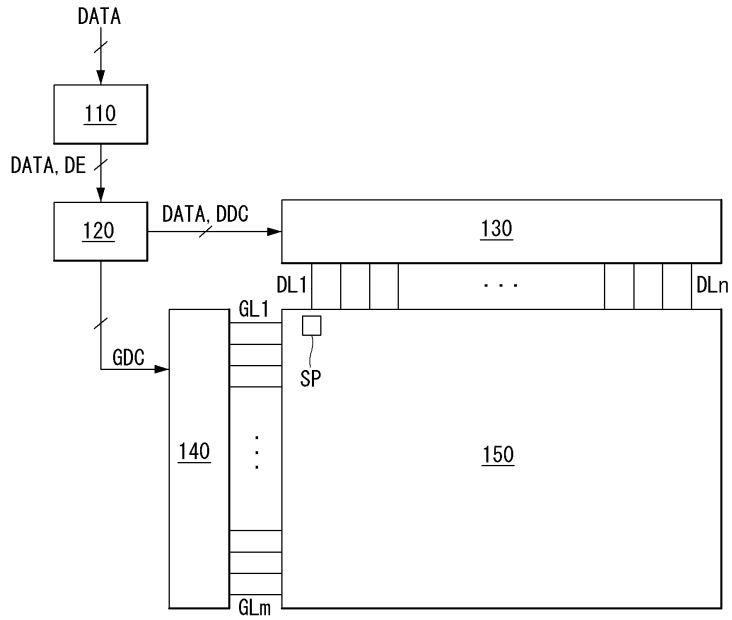 DATA
110
DATA, DE
120
DATA, DDC
130
DL1
. . .
DLn
GL1
GDC
SP
140
150
GLm